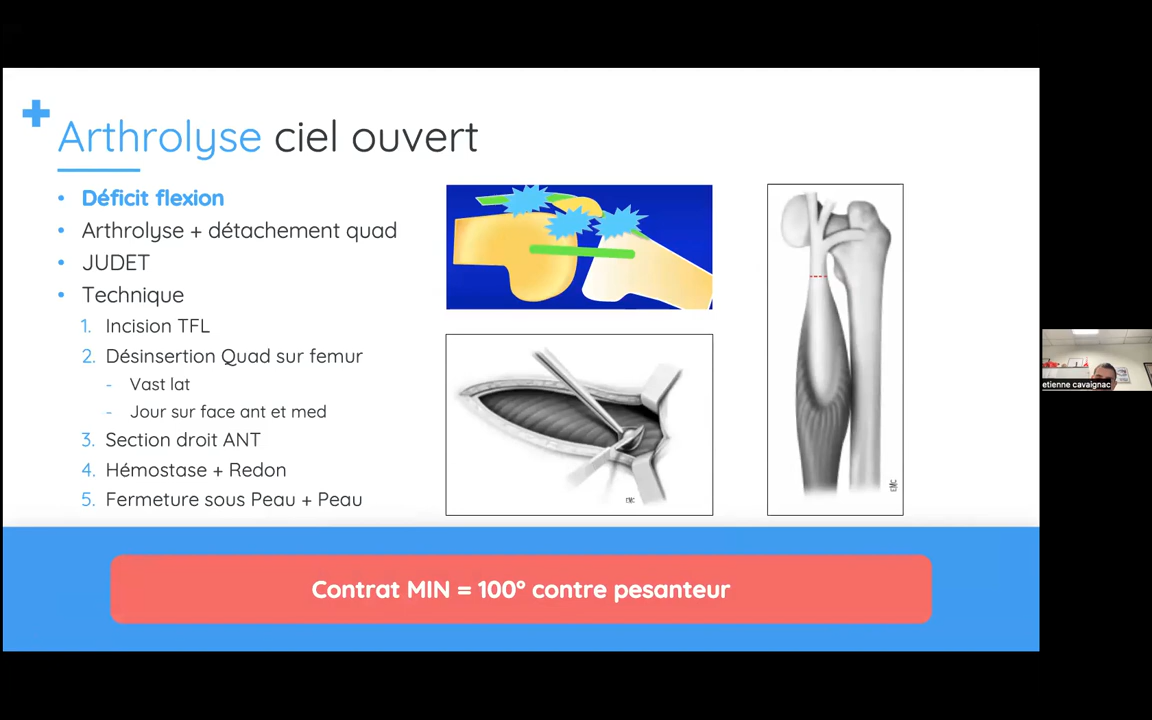 Arthrolyse ciel ouvert
• Déficit flexion
• Arthrolyse + détachement quad
• JUDET
• Technique
1. Incision TFL
2. Désinsertion Quad sur femur
- Vast lat
- Jour sur face ant et med
3. Section droit ANT
4. Hémostase + Redon
5. Fermeture sous Peau + Peau
EMC
EMC
Contrat MIN = 100° contre pesanteur
etienne cavaignac